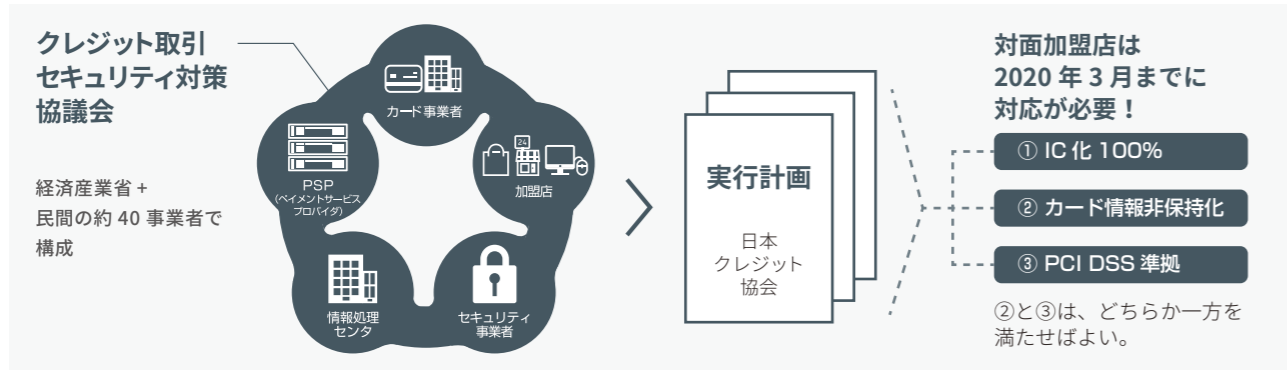 クレジット取引
セキュリティ対策
協議会
経済産業省 +
民間の約 40 事業者で
構成
カード事業者
24
加盟店
PSP
(ペイメントサービス
プロバイダ)
情報処理
センタ
セキュリティ
事業者
実行計画
日本
クレジット
協会
対面加盟店は
2020 年 3 月までに
対応が必要！
① IC 化 100%
② カード情報非保持化
③ PCI DSS 準拠
②と③は、どちらか一方を
満たせばよい。